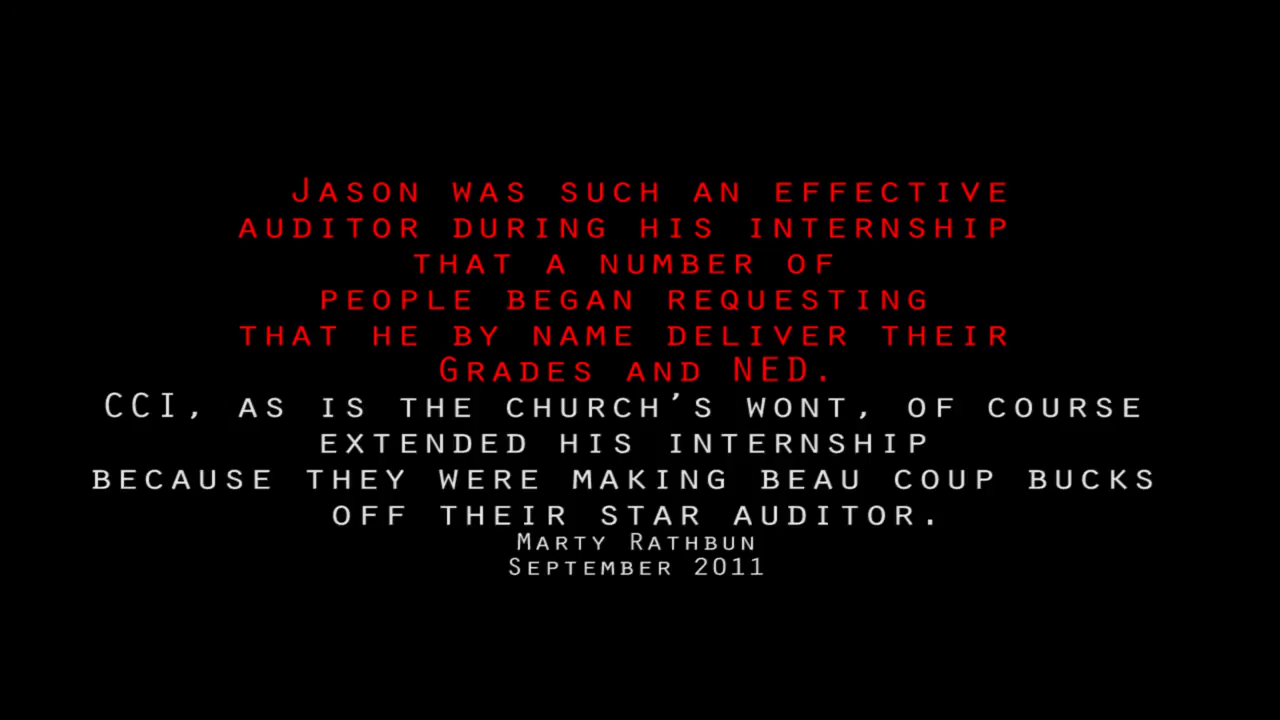 Jason was such an effective
auditor during his internship
that a number of
people began requesting
that he by name deliver their
Grades and NED.
CCI, as is the church's wont, of course
extended his internship
because they were making beau coup bucks
off their star auditor.
Marty Rathbun
September 2011